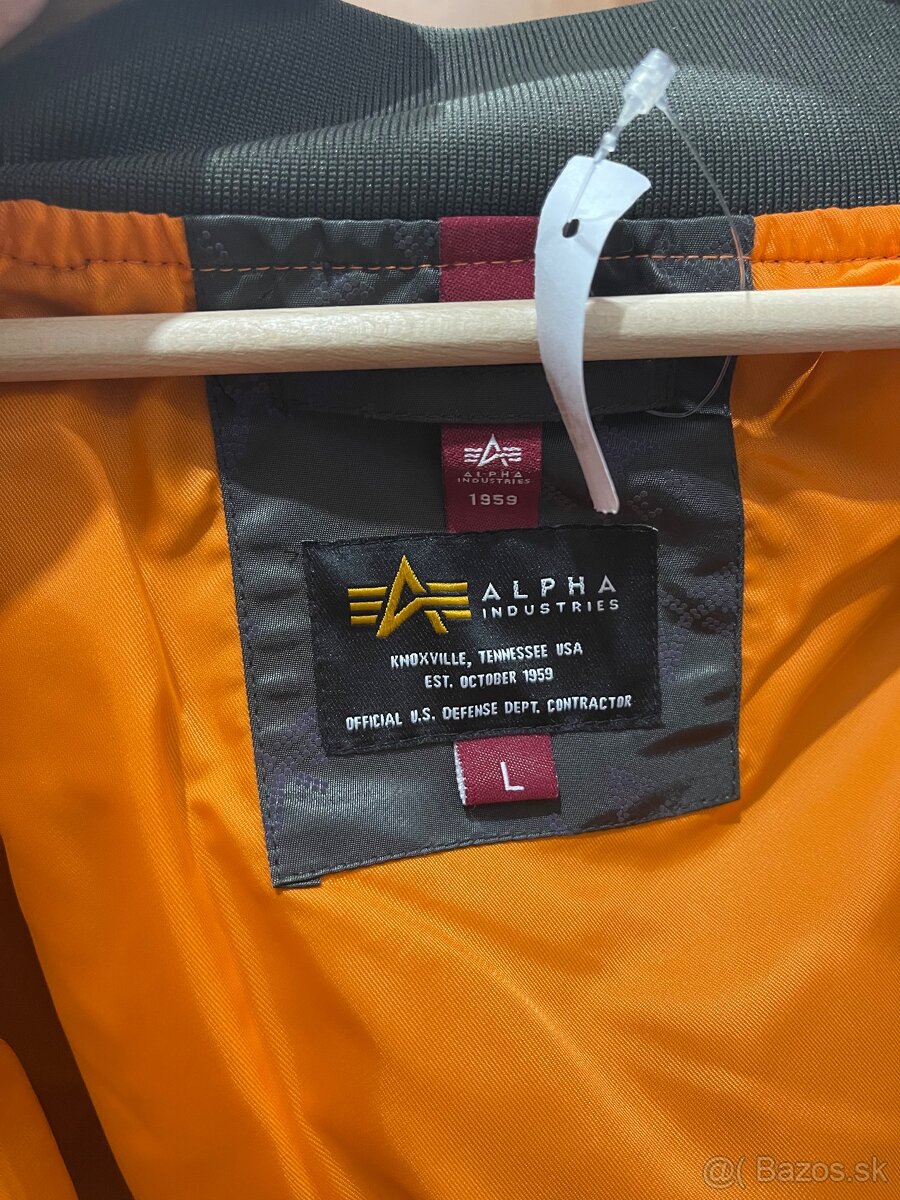 ALPHA
INDUSTRIES
1959
ALPHA
INDUSTRIES
KNOXVILLE, TENNESSEE USA
EST. OCTOBER 1959
OFFICIAL U.S. DEFENSE DEPT. CONTRACTOR
L
@( Bazos.sk